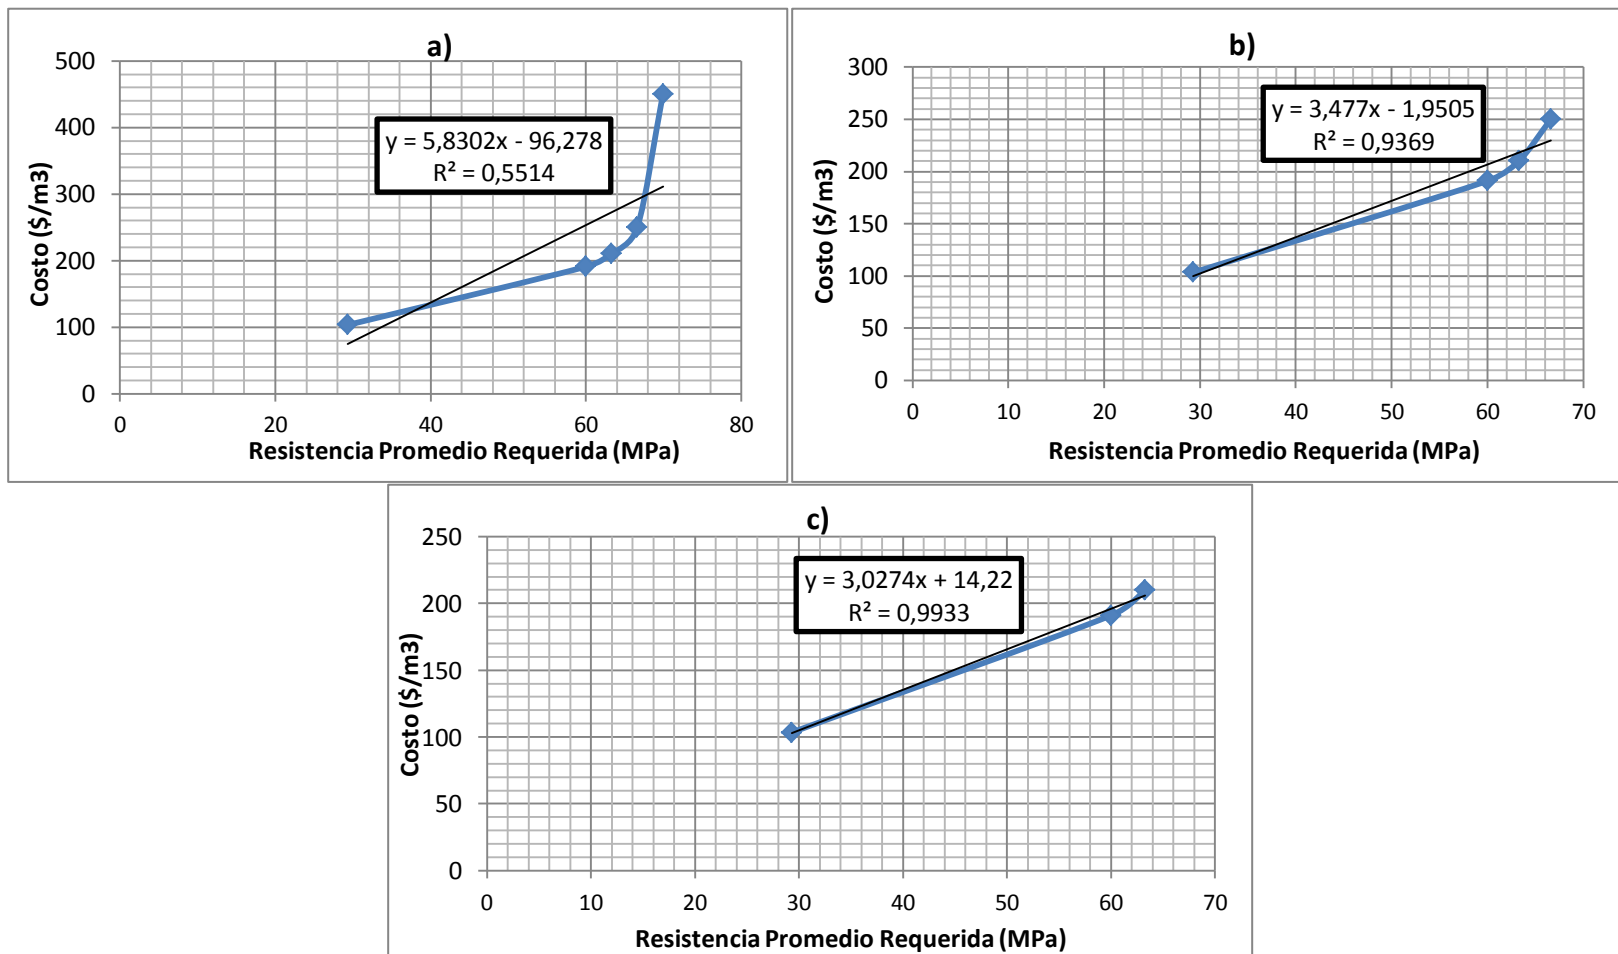 a)
500
400
300
200
100
0
Costo ($/m3)
y = 5,8302x - 96,278
R² = 0,5514
0 20 40 60 80
Resistencia Promedio Requerida (MPa)
b)
300
250
200
150
100
50
0
Costo ($/m3)
y = 3,477x - 1,9505
R² = 0,9369
0 10 20 30 40 50 60 70
Resistencia Promedio Requerida (MPa)
c)
250
200
150
100
50
0
Costo ($/m3)
y = 3,0274x + 14,22
R² = 0,9933
0 10 20 30 40 50 60 70
Resistencia Promedio Requerida (MPa)